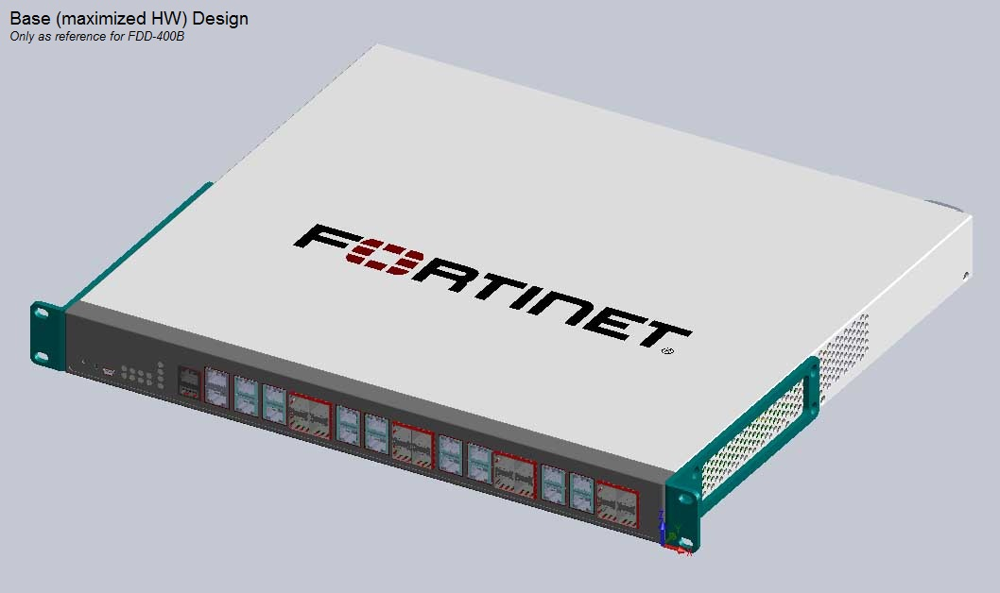 Base (maximized HW) Design
Only as reference for FDD-400B
FORTINET®
Z
Y
X